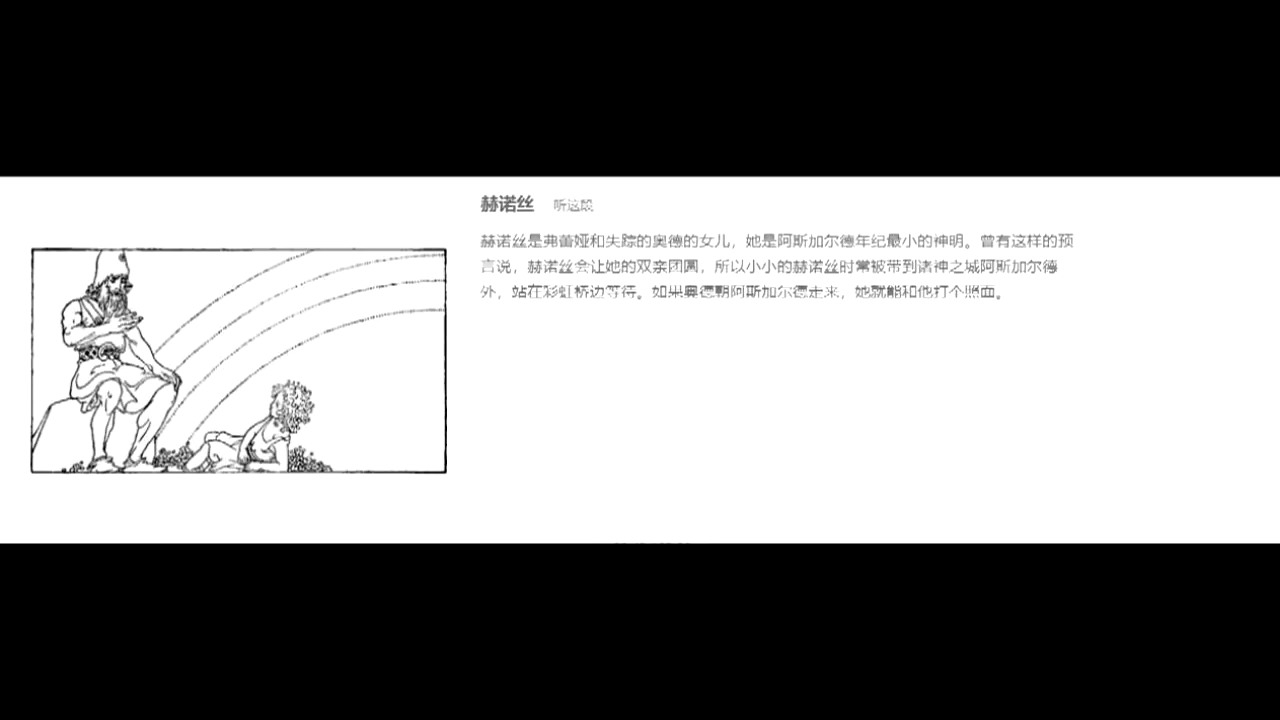 赫诺丝 听这段
赫诺丝是弗蕾娅和失踪的奥德的女儿，她是阿斯加尔德年纪最小的神明。曾有这样的预
言说，赫诺丝会让她的双亲团圆，所以小小的赫诺丝时常被带到诸神之城阿斯加尔德
外，站在彩虹桥边等待。如果奥德朝阿斯加尔德走来，她就能和他打个照面。